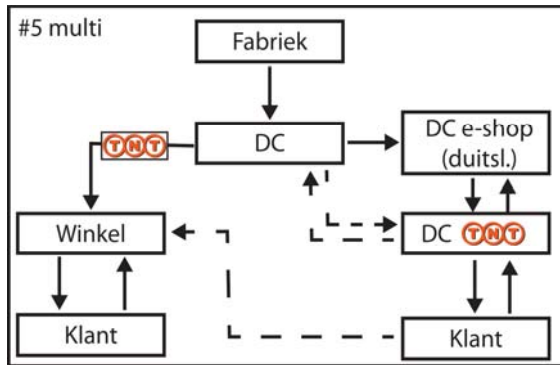 #5 multi
Fabriek
TNT
DC
DC e-shop
(duitsl.)
Winkel
DC TNT
Klant
Klant